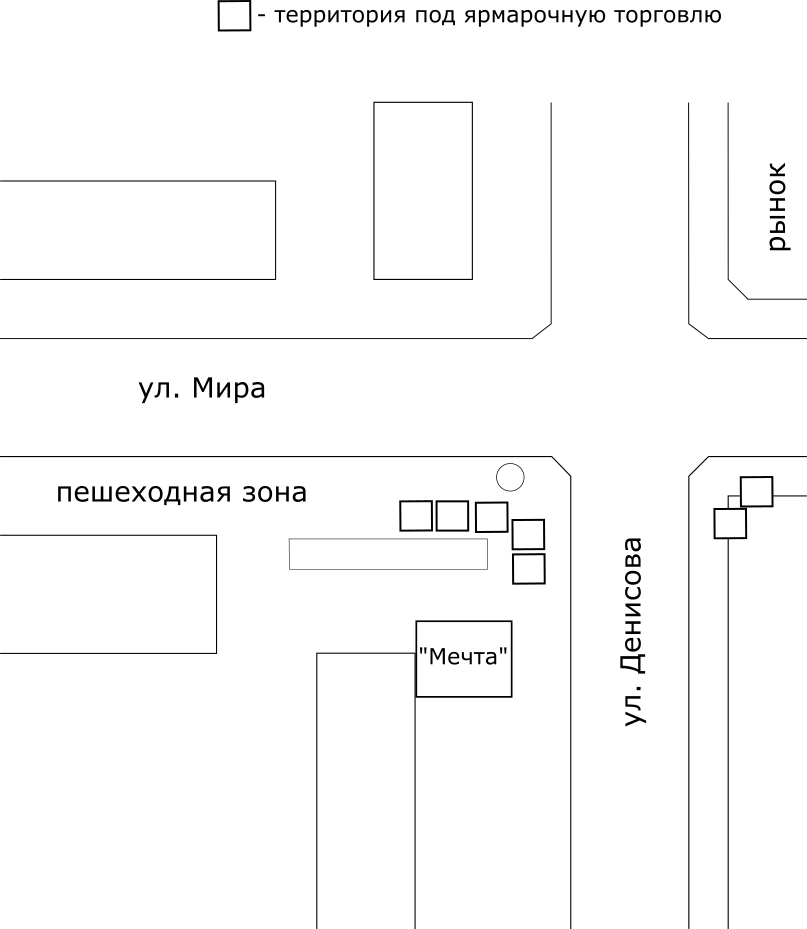 - территория под ярмарочную торговлю
рынок
ул. Мира
пешеходная зона
ул. Денисова
"Мечта"